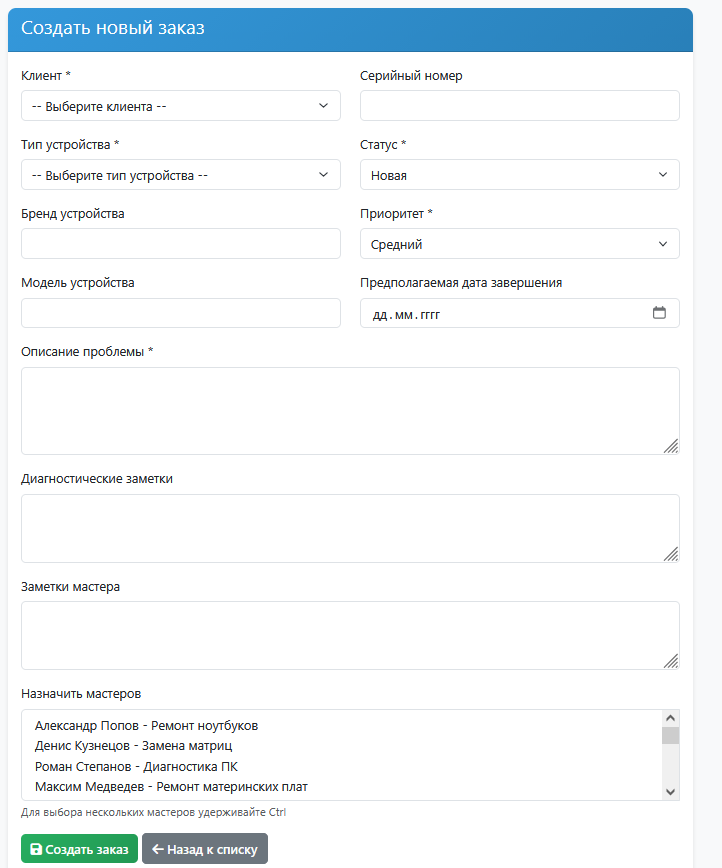 Создать новый заказ
Клиент *
Серийный номер
-- Выберите клиента --
Тип устройства *
Статус *
-- Выберите тип устройства --
Новая
Бренд устройства
Приоритет *
Средний
Модель устройства
Предполагаемая дата завершения
дд.мм.гггг
Описание проблемы *
Диагностические заметки
Заметки мастера
Назначить мастеров
Александр Попов - Ремонт ноутбуков
Денис Кузнецов - Замена матриц
Роман Степанов - Диагностика ПК
Максим Медведев - Ремонт материнских плат
Для выбора нескольких мастеров удерживайте Ctrl
Создать заказ
Назад к списку